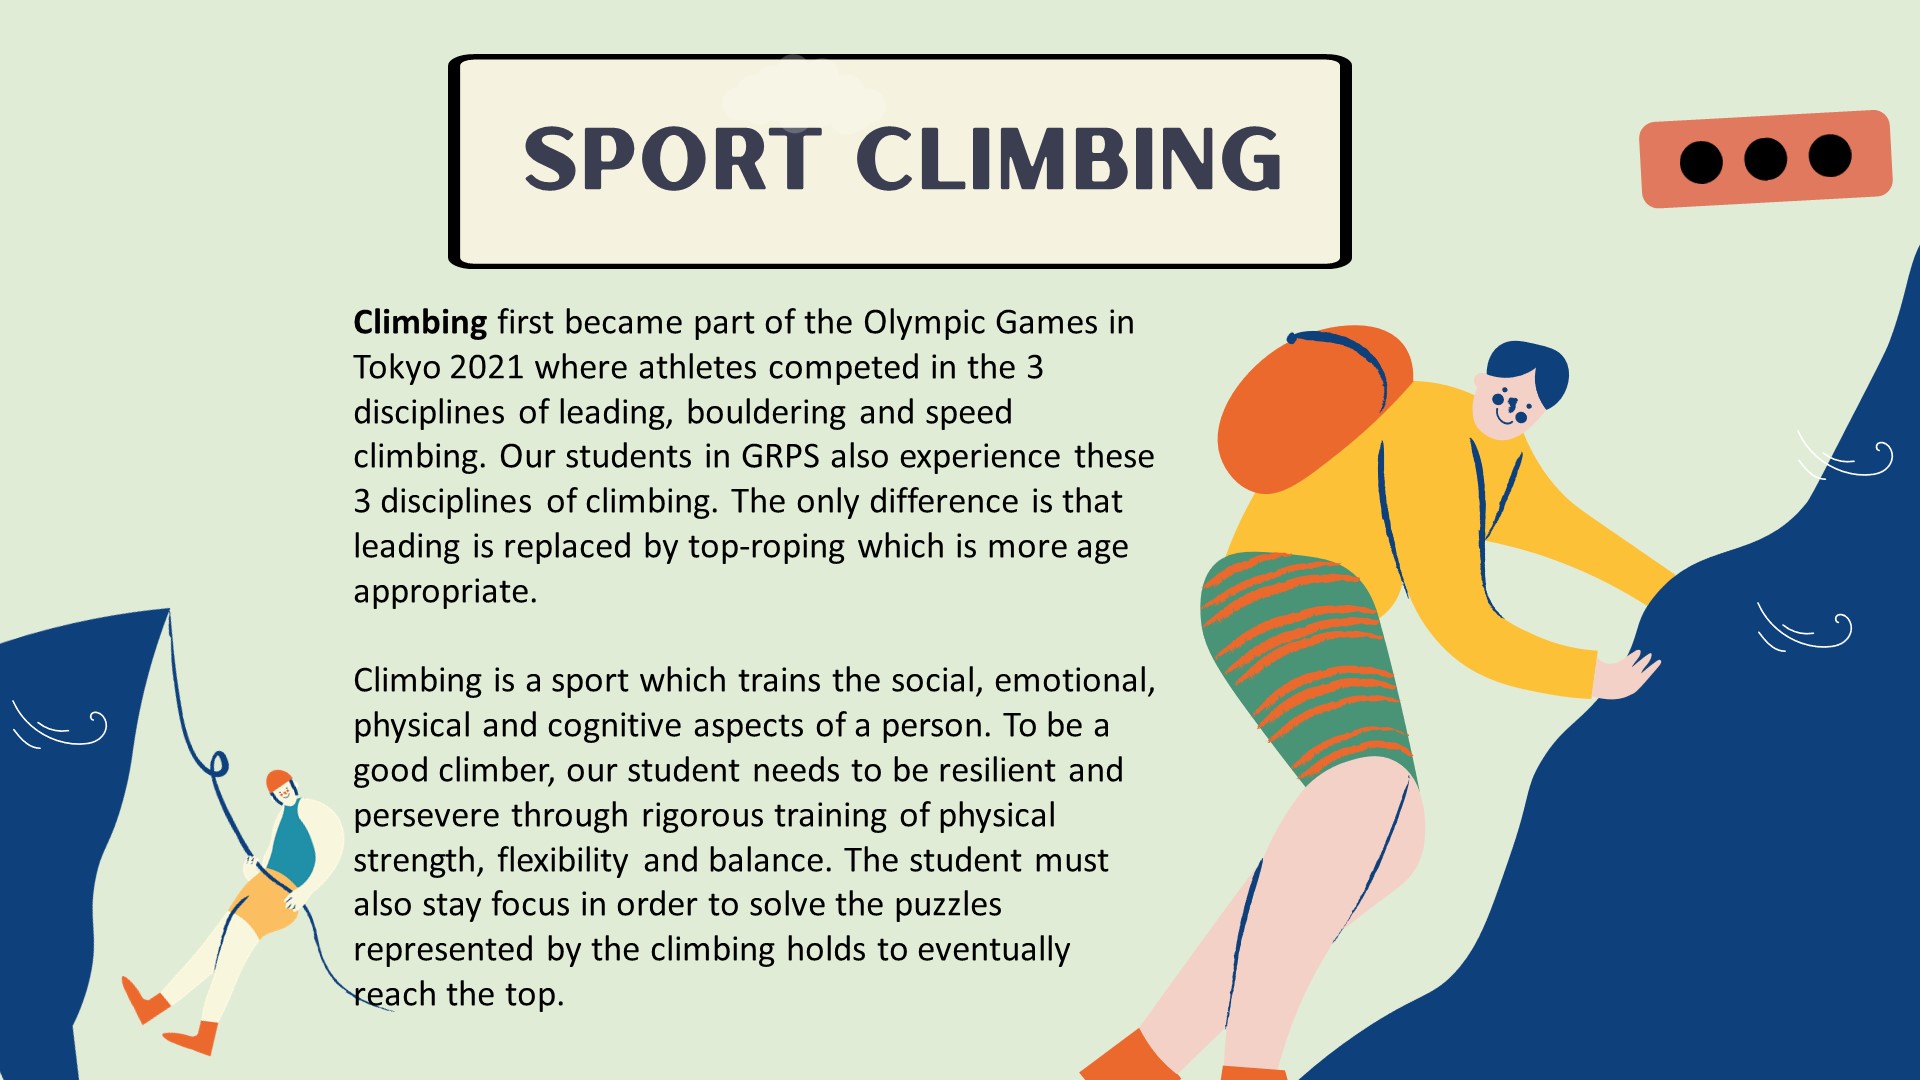 SPORT CLIMBING
Climbing first became part of the Olympic Games in
Tokyo 2021 where athletes competed in the 3
disciplines of leading, bouldering and speed
climbing. Our students in GRPS also experience these
3 disciplines of climbing. The only difference is that
leading is replaced by top-roping which is more age
appropriate.
Climbing is a sport which trains the social, emotional,
physical and cognitive aspects of a person. To be a
good climber, our student needs to be resilient and
persevere through rigorous training of physical
strength, flexibility and balance. The student must
also stay focus in order to solve the puzzles
represented by the climbing holds to eventually
reach the top.